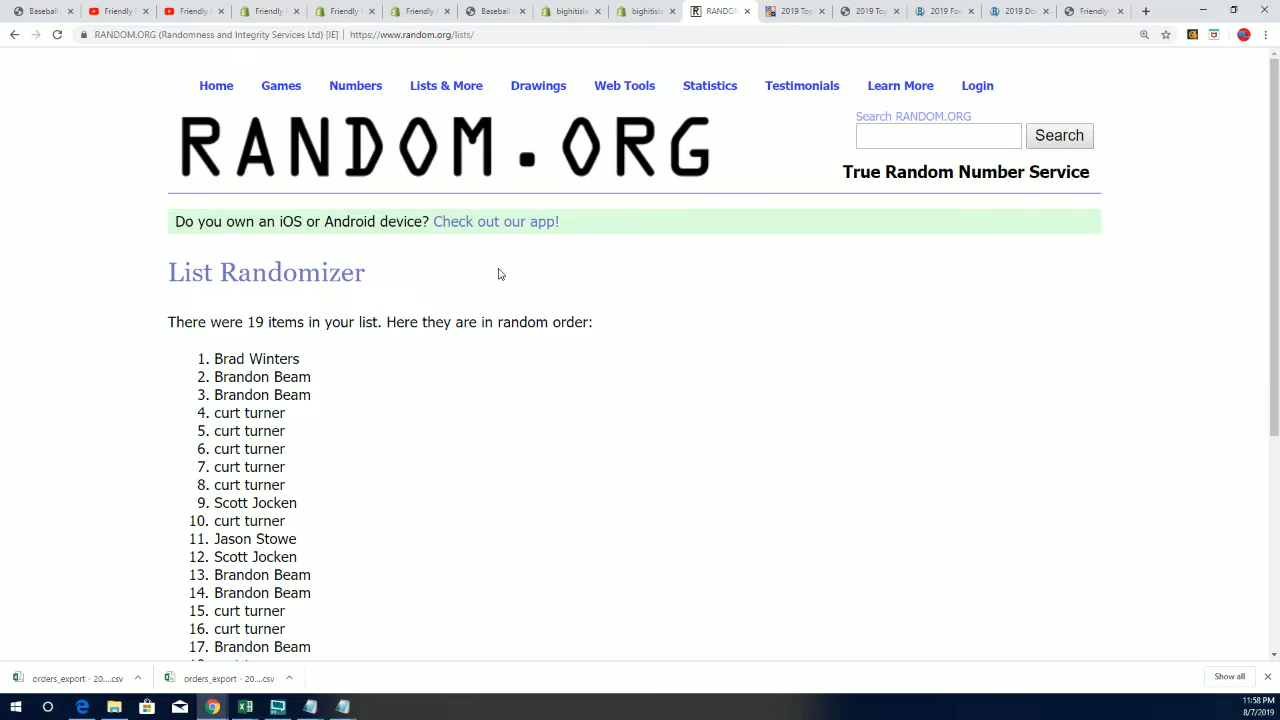 Baseball
Friendly
Friendly
Friendly
Friendly
Friendly
Baseball
bightitisla
bightitisla
RANDOM
2019 Top
2019 Top
2019 Foo
2019 Do
Friendly-
RANDOM.ORG (Randomness and Integrity Services Ltd) [IE] | https://www.random.org/lists/
Home Games Numbers Lists & More Drawings Web Tools Statistics Testimonials Learn More Login
RANDOM.ORG
Search RANDOM.ORG
Search
True Random Number Service
Do you own an iOS or Android device? Check out our app!
List Randomizer
There were 19 items in your list. Here they are in random order:
1. Brad Winters
2. Brandon Beam
3. Brandon Beam
4. curt turner
5. curt turner
6. curt turner
7. curt turner
8. curt turner
9. Scott Jocken
10. curt turner
11. Jason Stowe
12. Scott Jocken
13. Brandon Beam
14. Brandon Beam
15. curt turner
16. curt turner
17. Brandon Beam
orders_export - 20....csv
orders_export - 20....csv
Show all
11:58 PM
8/7/2019